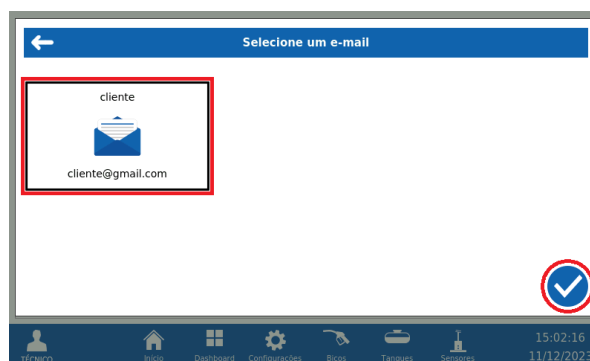 Selecione um e-mail
cliente
cliente@gmail.com
15:02:16
TÉCNICO Início Dashboard Configurações Bicos Tanques Sensores 11/12/2023